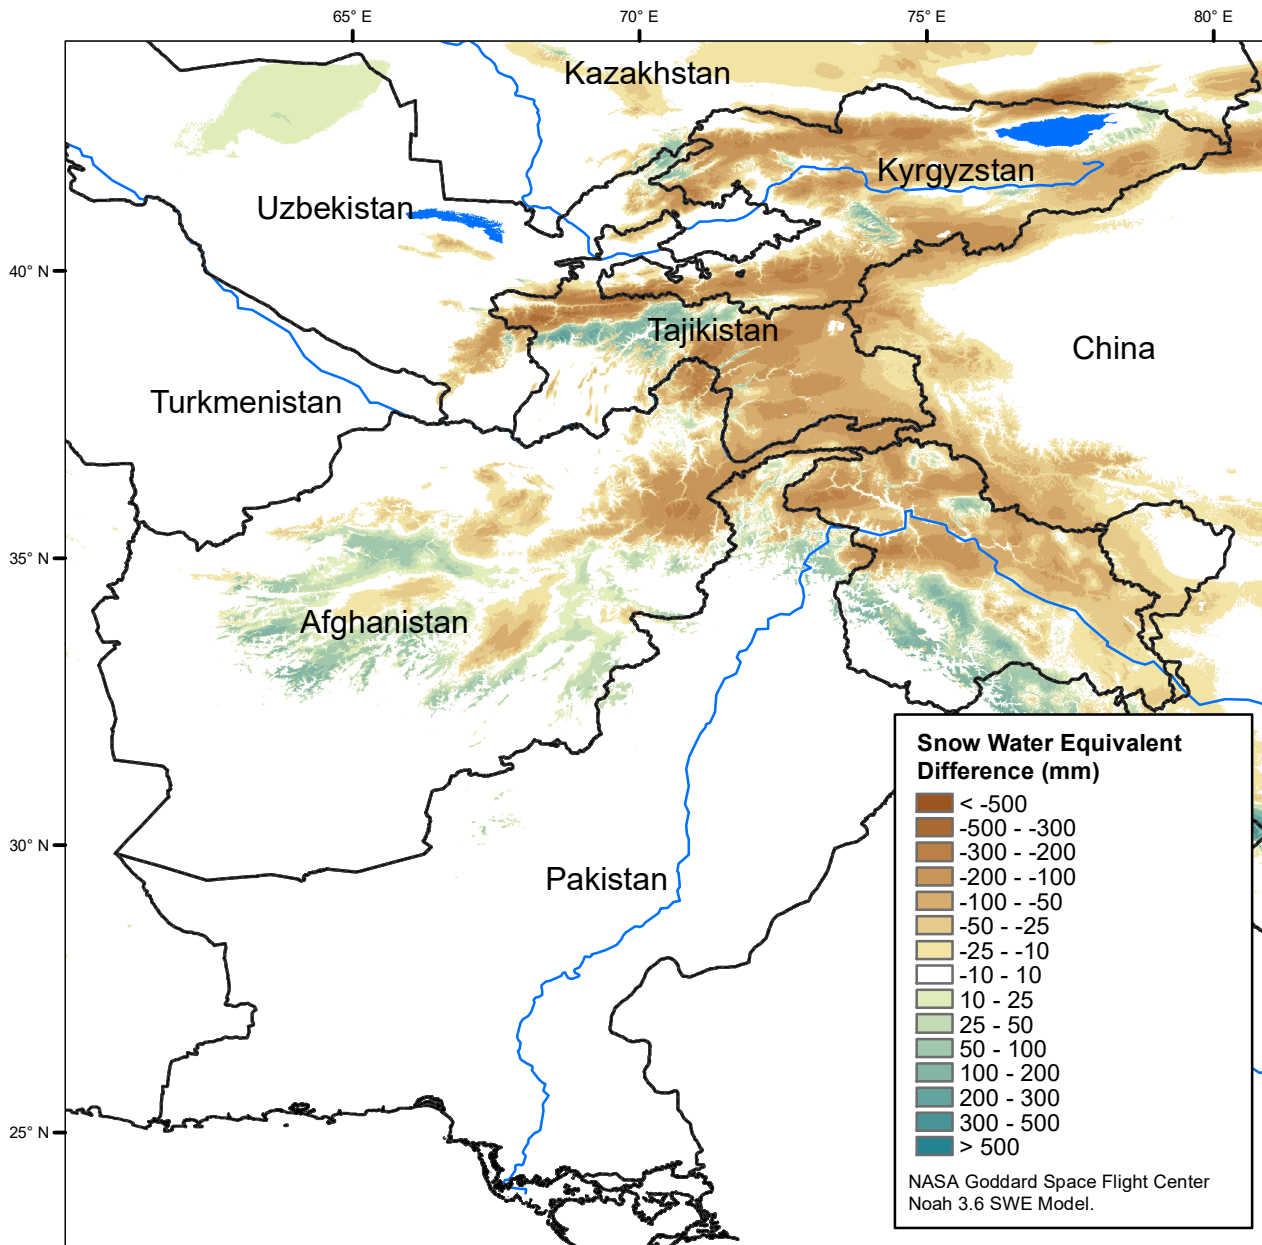 65° E
70° E
75° E
80° E
Kazakhstan
Kyrgyzstan
Uzbekistan
40° N
Tajikistan
China
Turkmenistan
35° N
Afghanistan
30° N
Pakistan
25° N
Snow Water Equivalent
Difference (mm)
< -500
-500 - -300
-300 - -200
-200 - -100
-100 - -50
-50 - -25
-25 - -10
-10 - 10
10 - 25
25 - 50
50 - 100
100 - 200
200 - 300
300 - 500
> 500
NASA Goddard Space Flight Center
Noah 3.6 SWE Model.